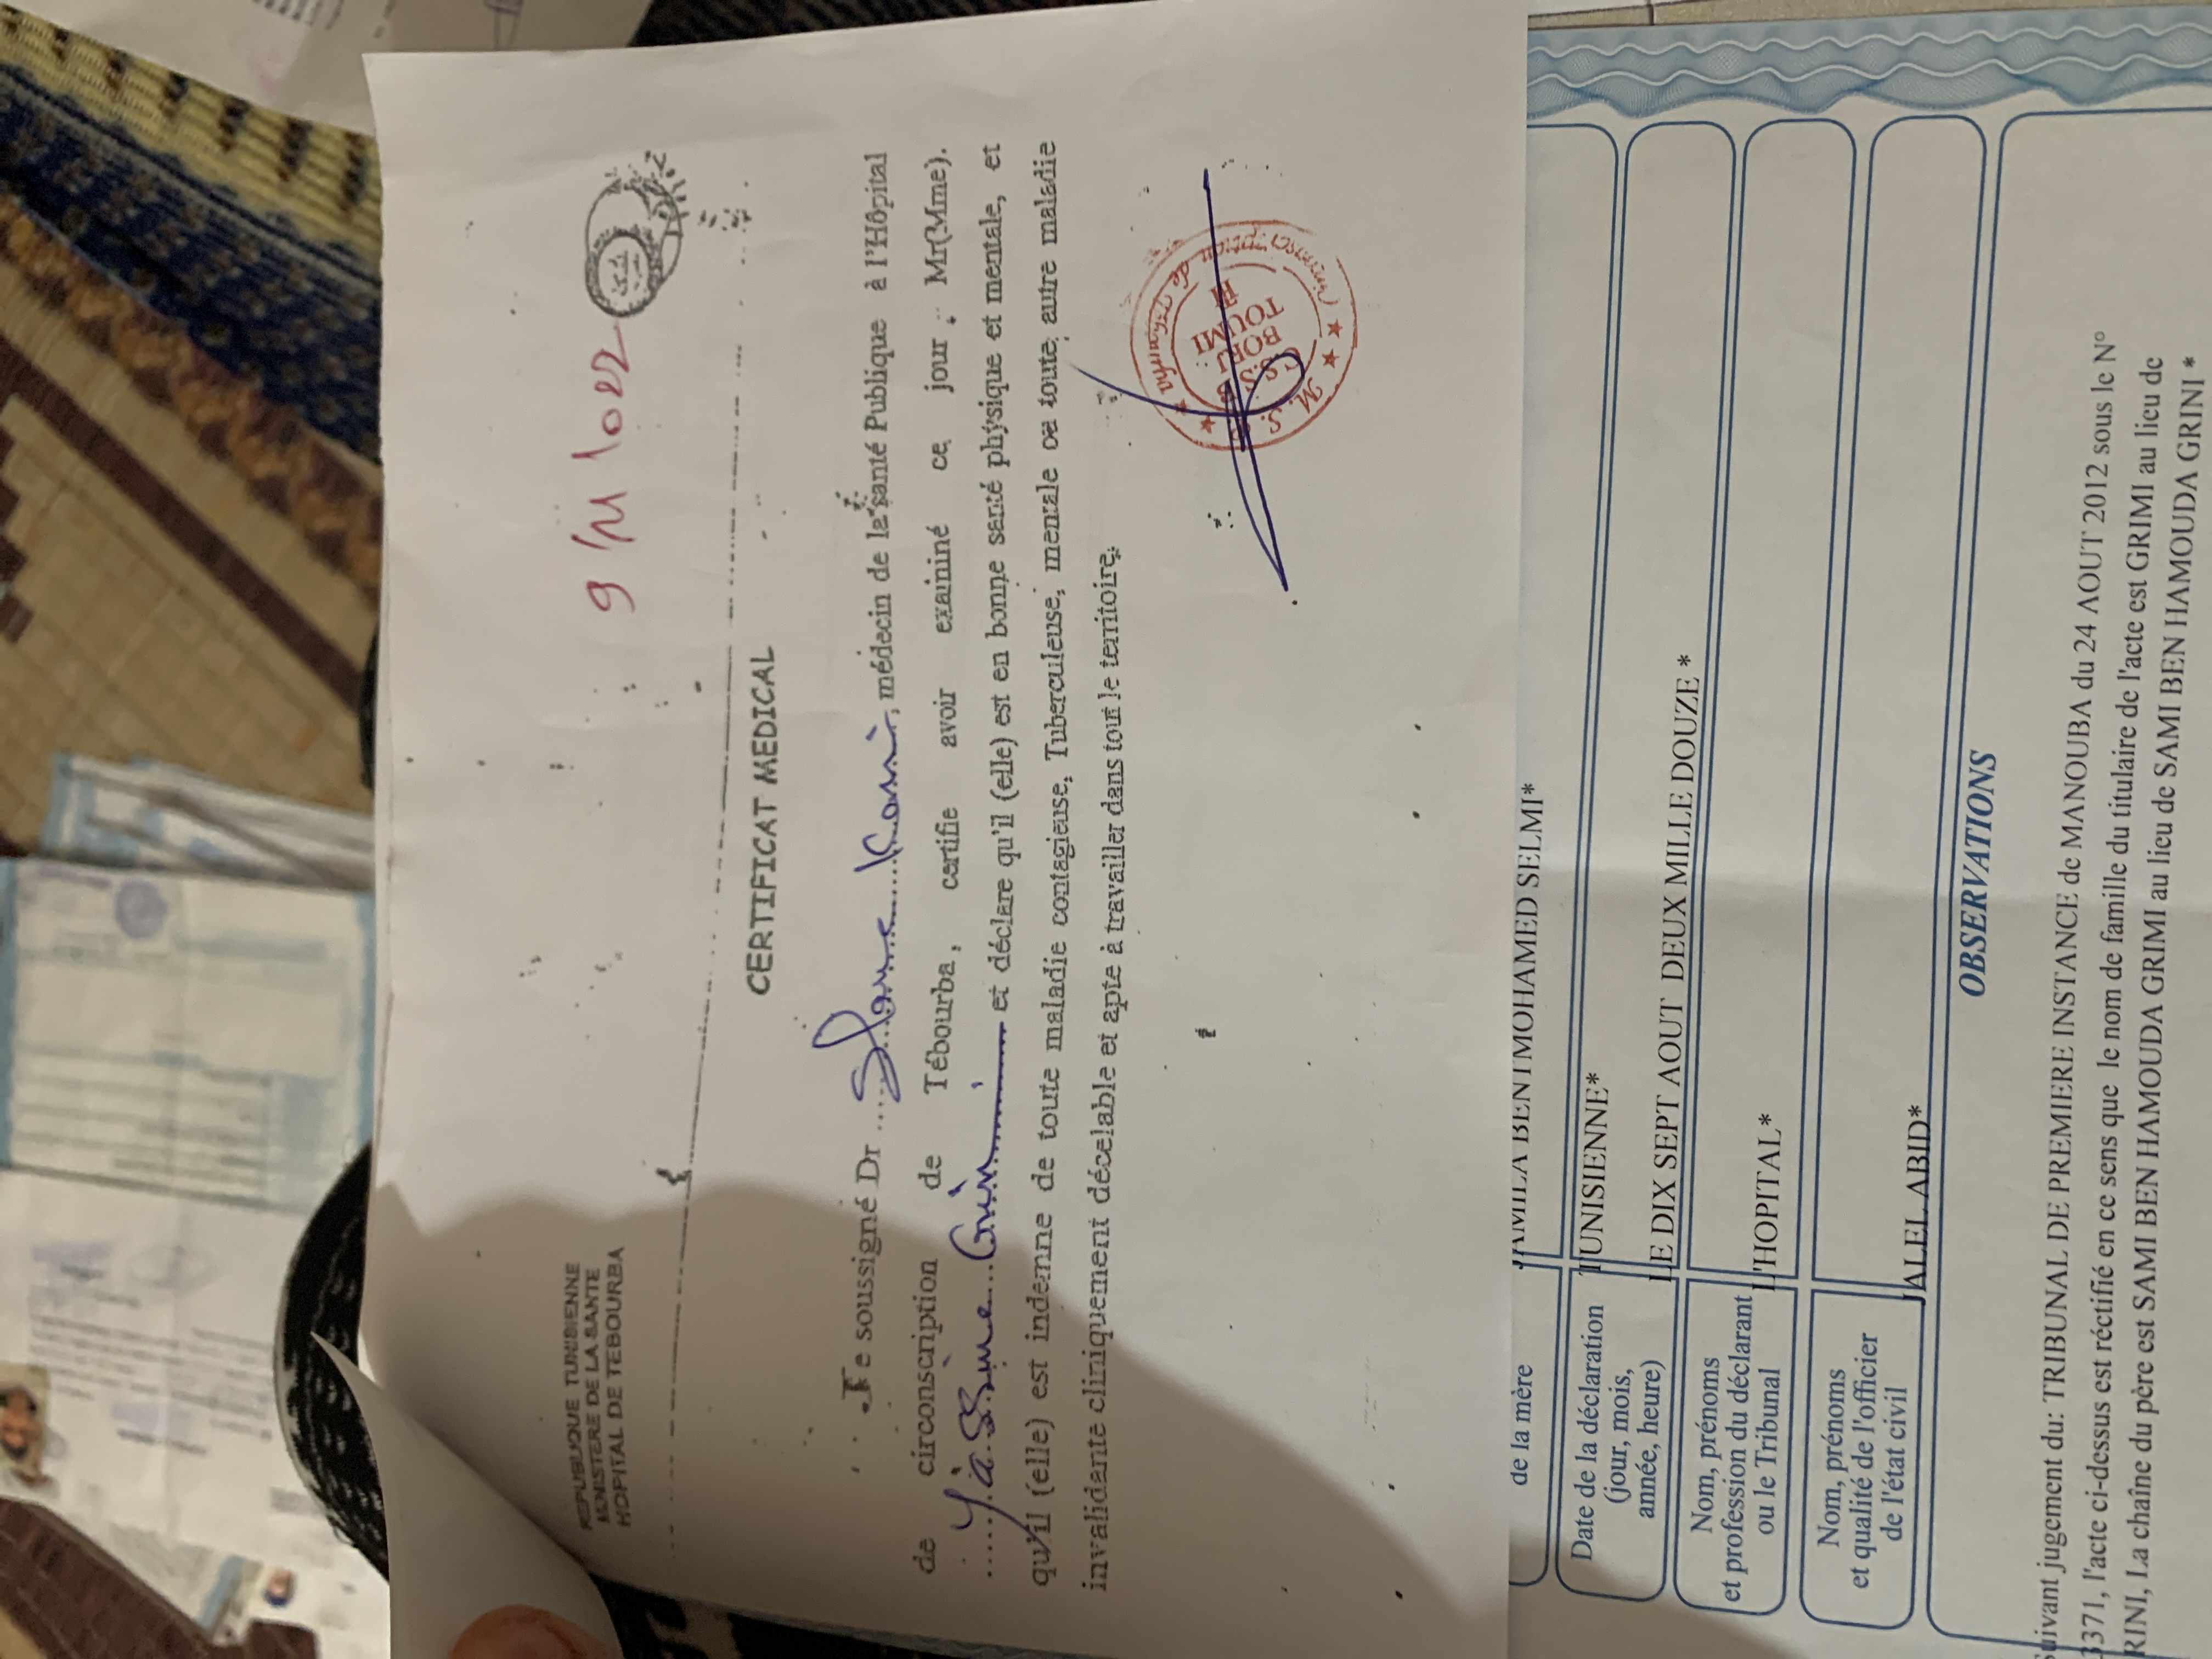 REPUBLIQUE TUNISIENNE
MINISTERE DE LA SANTE
HOPITAL DE TEBOURBA
9/11/2022
CERTIFICAT MEDICAL
Je soussigné Dr, médecin de la santé Publique à l'Hôpital
de circonscription de Tébourba, certifie avoir examiné ce jour : Mr(Mme).
Yassine Grini et déclare qu'il (elle) est en bonne santé physique et mentale, et
qu'il (elle) est indemne de toute maladie contagieuse, Tuberculeuse, mentale ou toute autre maladie
invalidante cliniquement décelable et apte à travailler dans tout le territoire.
M.S.P
C.S.S.B
BORJ
TOUMI
de la mère
JAMILA BENT MOHAMED SELMI*
TUNISIENNE*
Date de la déclaration
(jour, mois,
année, heure)
LE DIX SEPT AOUT DEUX MILLE DOUZE *
Nom, prénoms
et profession du déclarant
ou le Tribunal
L'HOPITAL*
Nom, prénoms
et qualité de l'officier
de l'état civil
JALEL ABID*
OBSERVATIONS
Suivant jugement du: TRIBUNAL DE PREMIERE INSTANCE de MANOUBA du 24 AOUT 2012 sous le N°
3371, l'acte ci-dessus est réctifié en ce sens que le nom de famille du titulaire de l'acte est GRIMI au lieu de
RINI, La chaîne du père est SAMI BEN HAMOUDA GRIMI au lieu de SAMI BEN HAMOUDA GRINI *